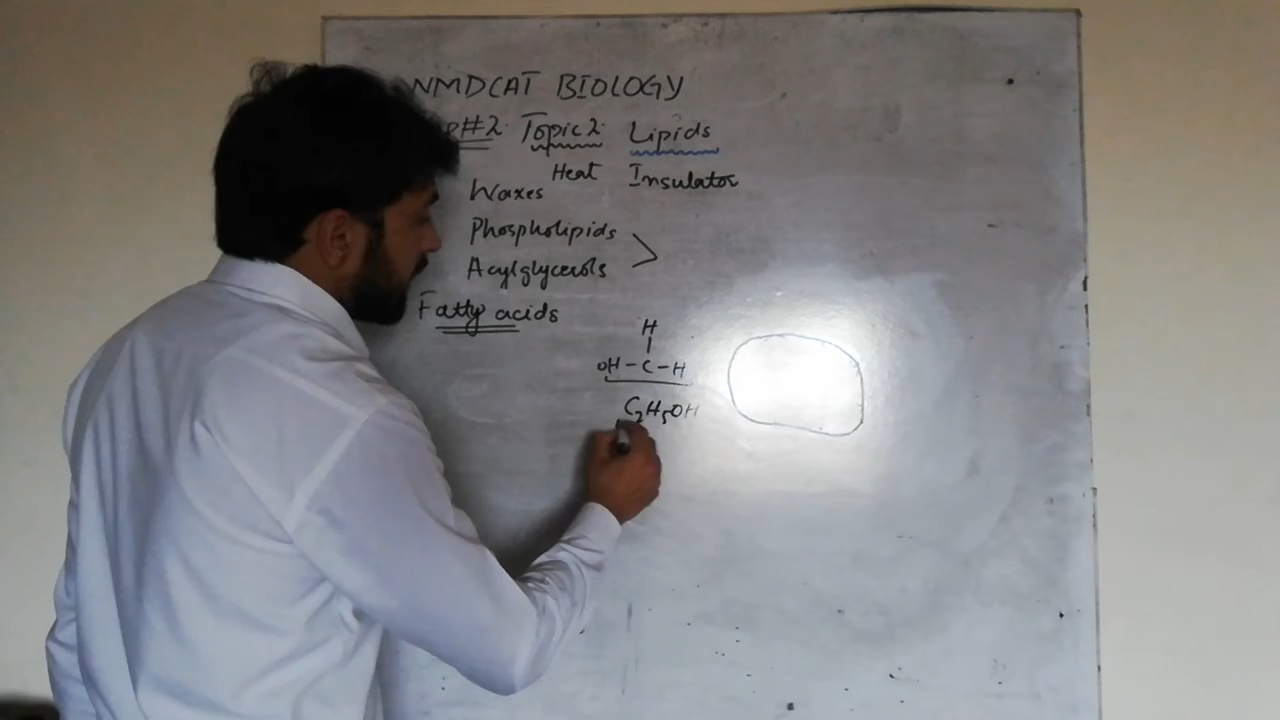 NMDCAT BIOLOGY
#2 Topic 2: Lipids
Heat Insulator
Waxes
Phospholipids
Acylglycerols
Fatty acids
H
OH-C-H
C2H5OH